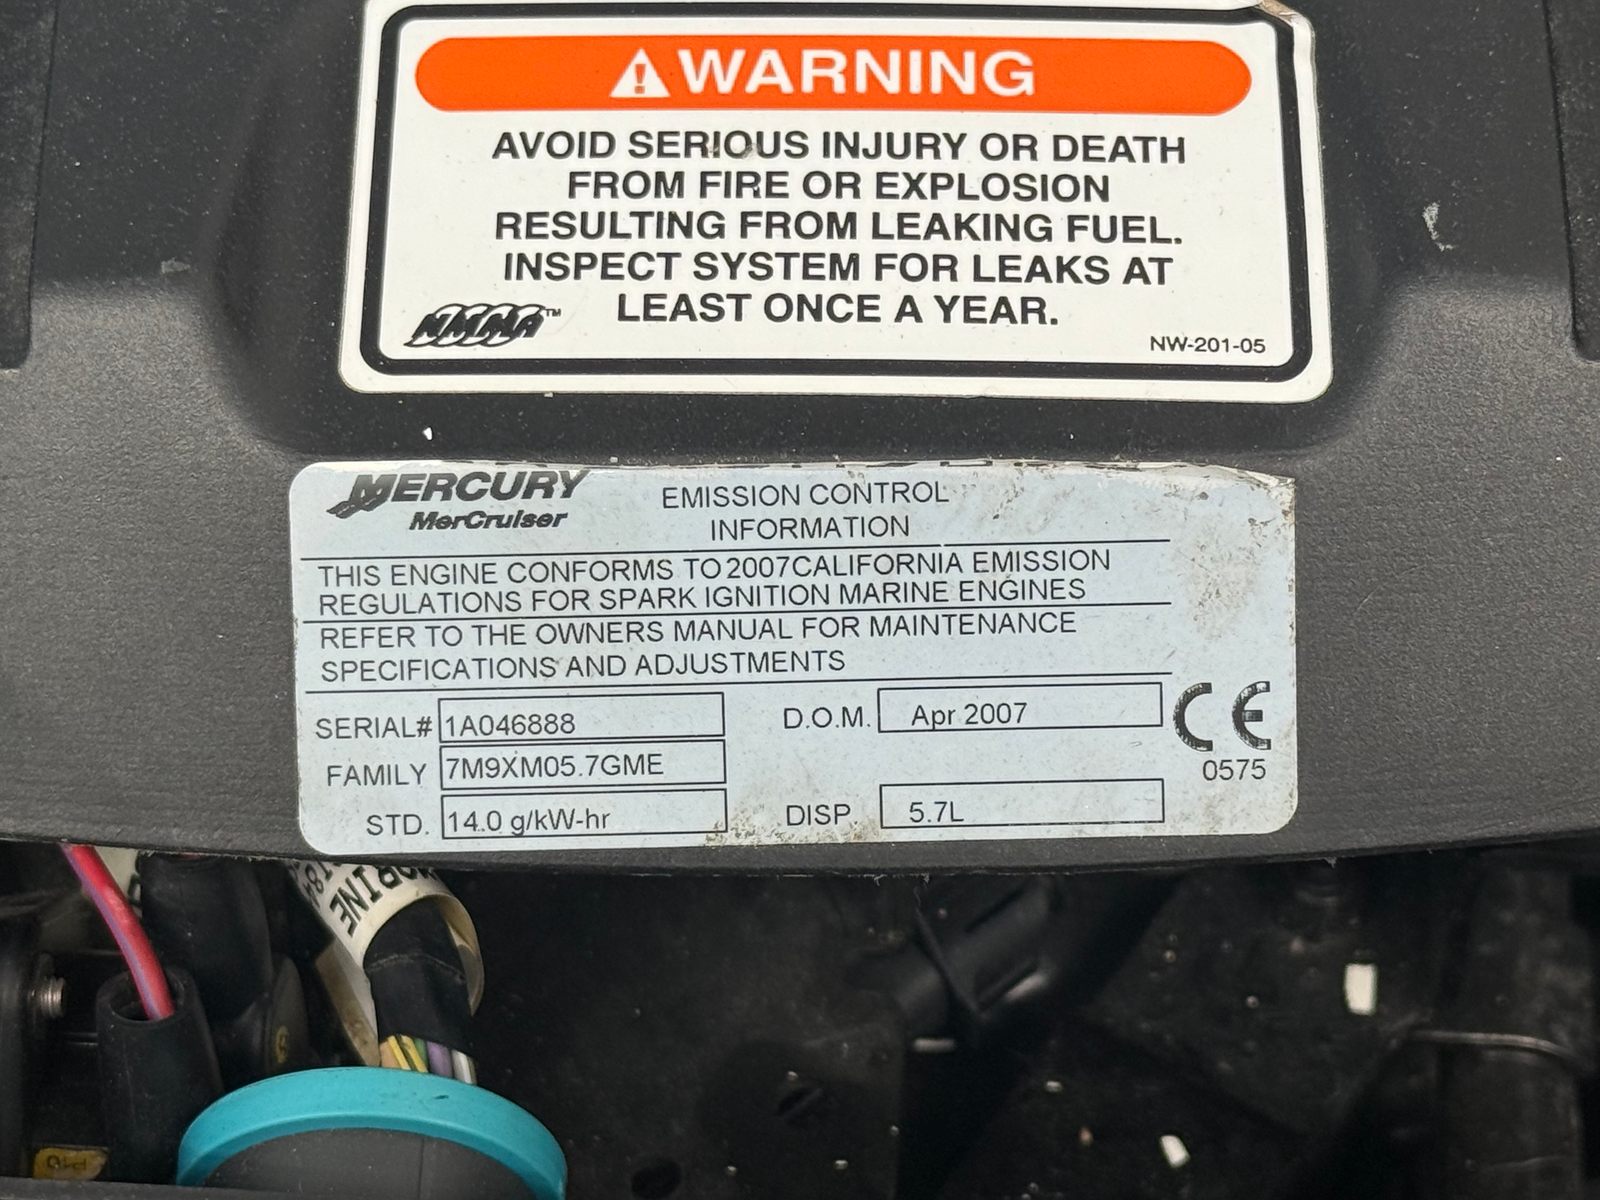 WARNING
AVOID SERIOUS INJURY OR DEATH
FROM FIRE OR EXPLOSION
RESULTING FROM LEAKING FUEL.
INSPECT SYSTEM FOR LEAKS AT
LEAST ONCE A YEAR.
NMMA™
NW-201-05
MERCURY
MerCruiser
EMISSION CONTROL
INFORMATION
THIS ENGINE CONFORMS TO 2007CALIFORNIA EMISSION
REGULATIONS FOR SPARK IGNITION MARINE ENGINES
REFER TO THE OWNERS MANUAL FOR MAINTENANCE
SPECIFICATIONS AND ADJUSTMENTS
SERIAL# 1A046888
D.O.M. Apr 2007
CE
FAMILY 7M9XM05.7GME
0575
STD. 14.0 g/kW-hr
DISP. 5.7L